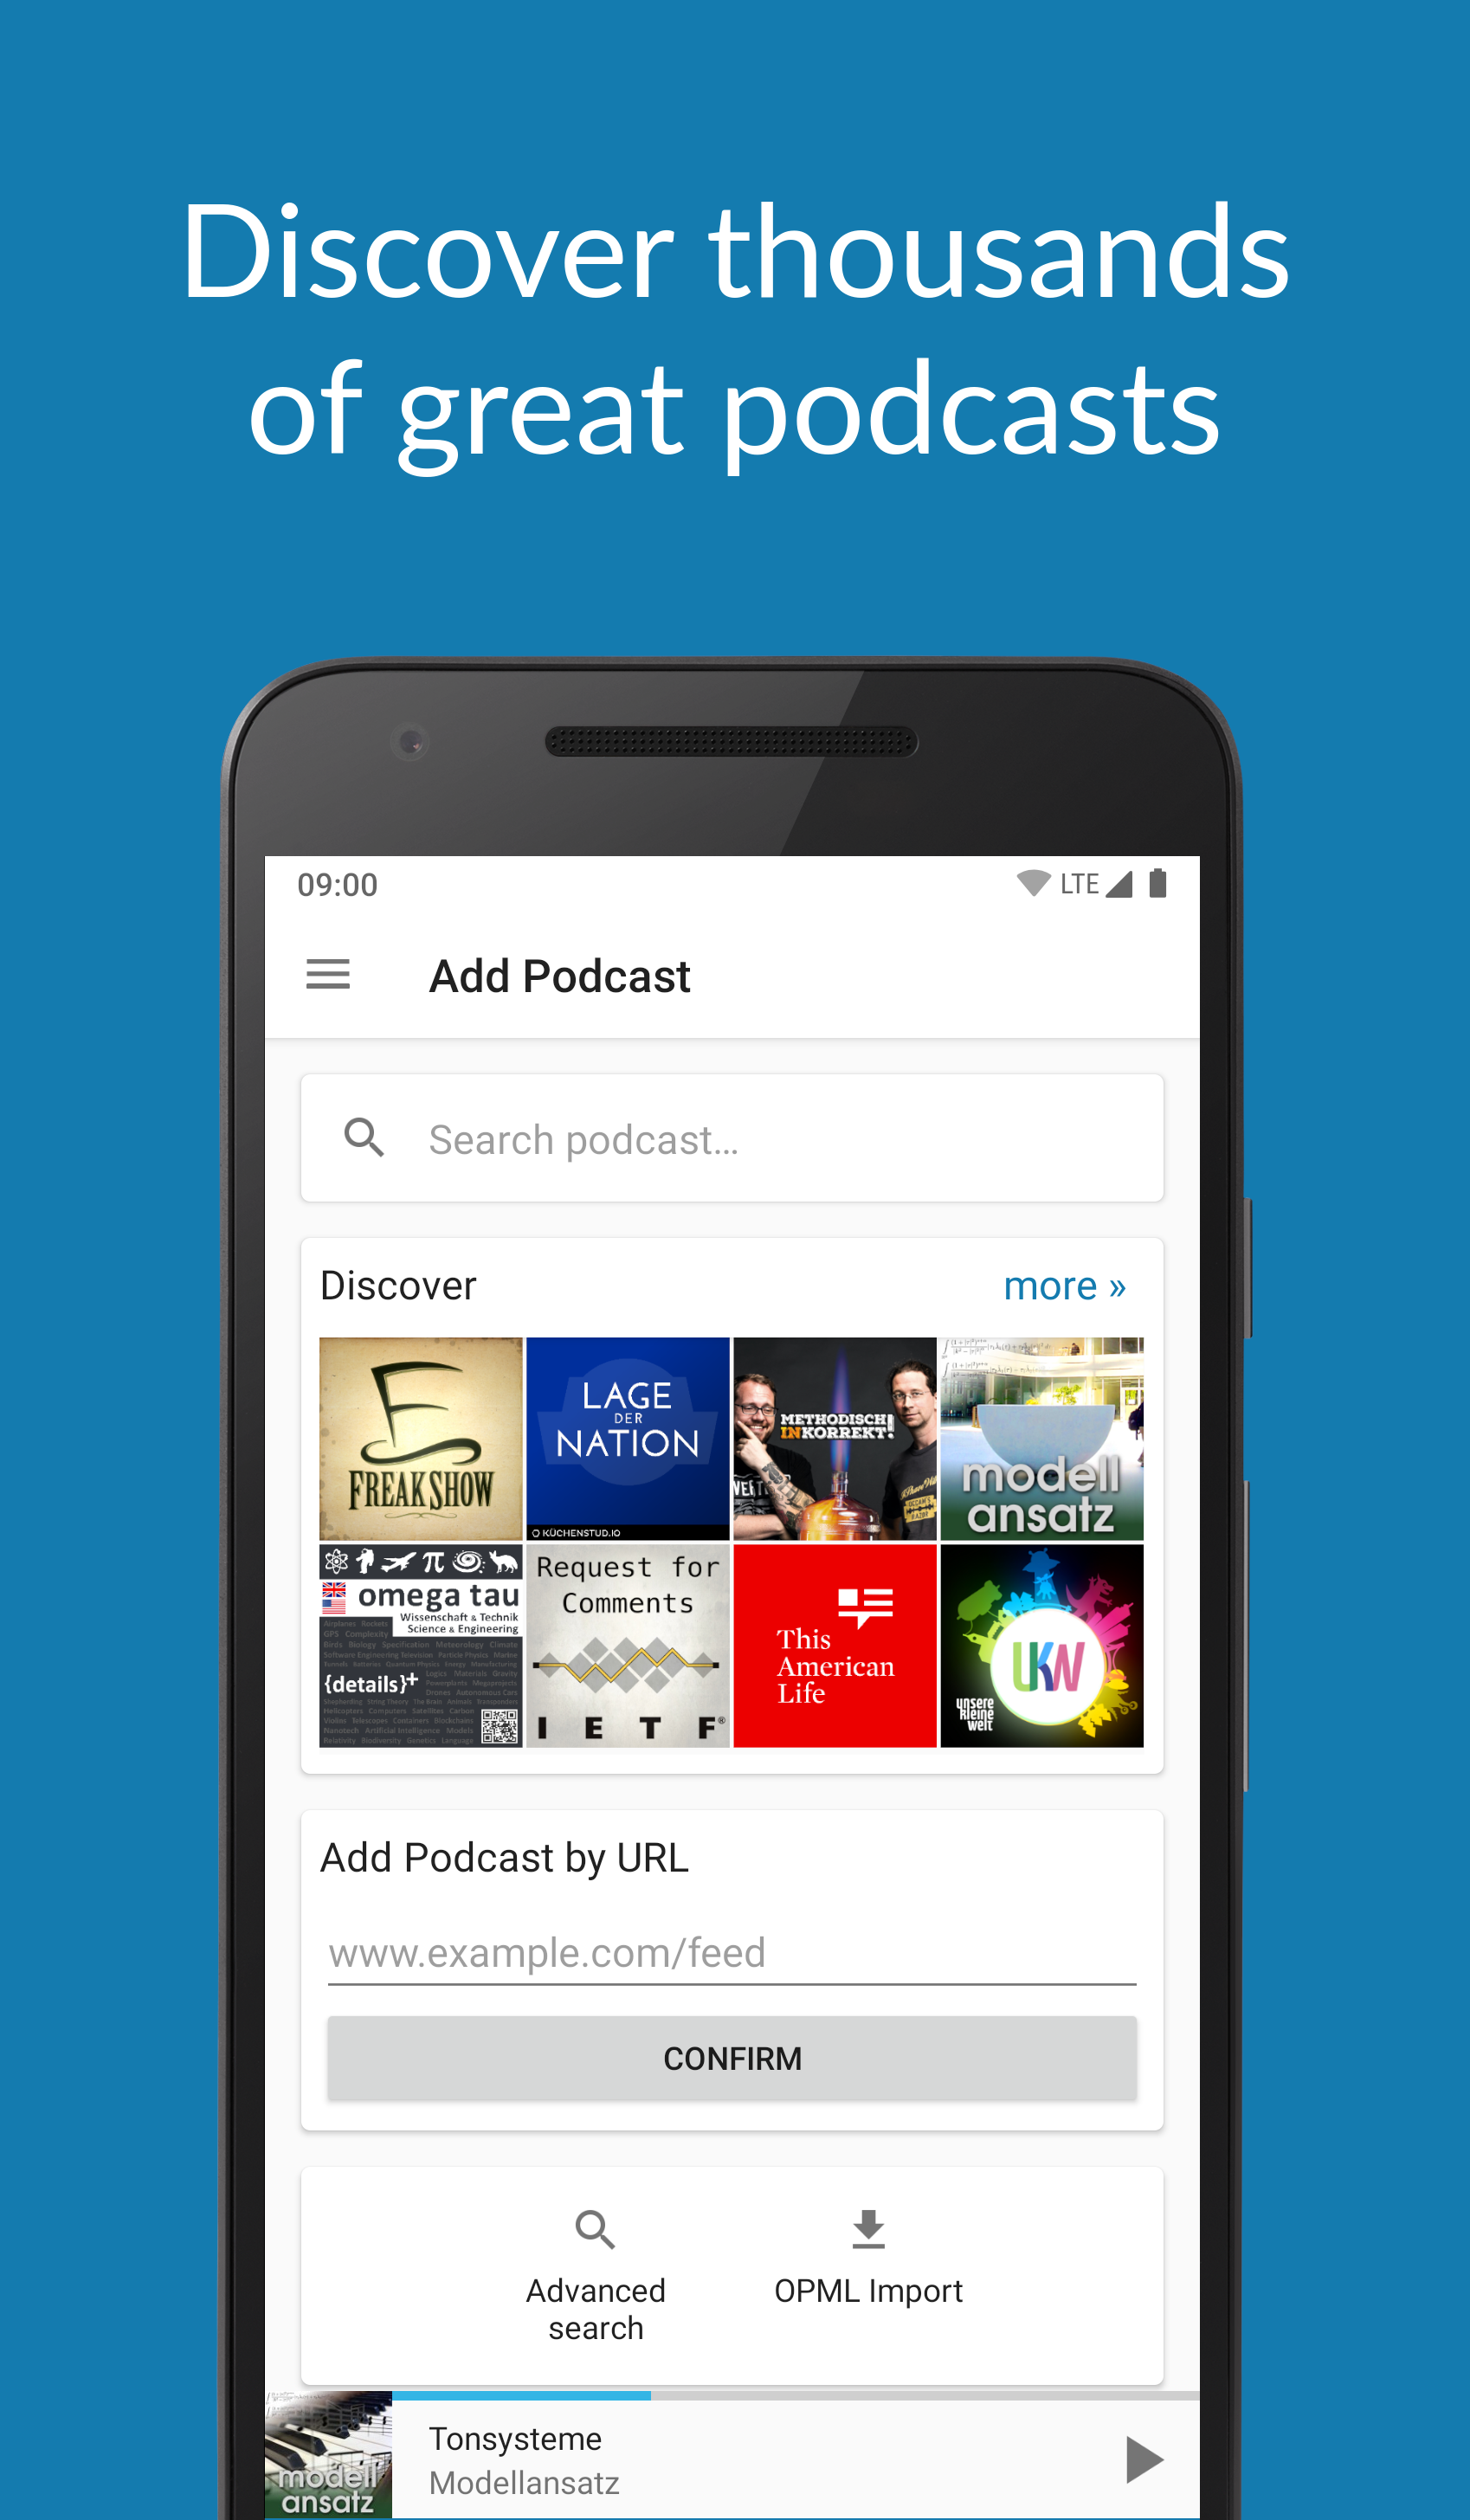 Discover thousands
of great podcasts
09:00
LTE
Add Podcast
Search podcast...
Discover
more »
FREAK SHOW
LAGE
DER
NATION
KÜCHENSTUD.IO
METHODISCH
INKORREKT!
modell
ansatz
omega tau
Wissenschaft & Technik
Science & Engineering
{details}+
Request for
Comments
I E T F®
This
American
Life
UKW
unsere
kleine
welt
Add Podcast by URL
www.example.com/feed
CONFIRM
Advanced
search
OPML Import
modell
ansatz
Tonsysteme
Modellansatz